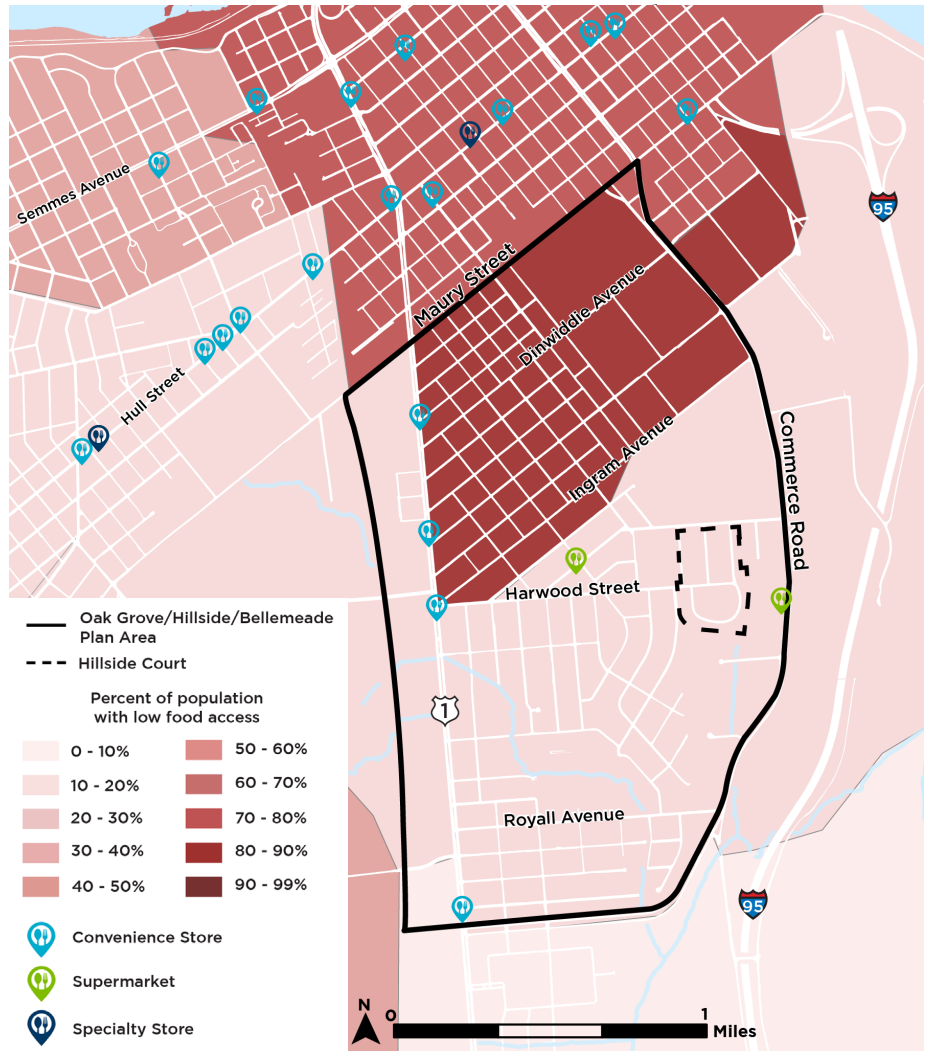 95
Semmes Avenue
Maury Street
Dinwiddie Avenue
Hull Street
Ingram Avenue
Commerce Road
Harwood Street
1
Royall Avenue
95
Oak Grove/Hillside/Bellemeade
Plan Area
Hillside Court
Percent of population
with low food access
0 - 10%
10 - 20%
20 - 30%
30 - 40%
40 - 50%
50 - 60%
60 - 70%
70 - 80%
80 - 90%
90 - 99%
Convenience Store
Supermarket
Specialty Store
N
0
1
Miles